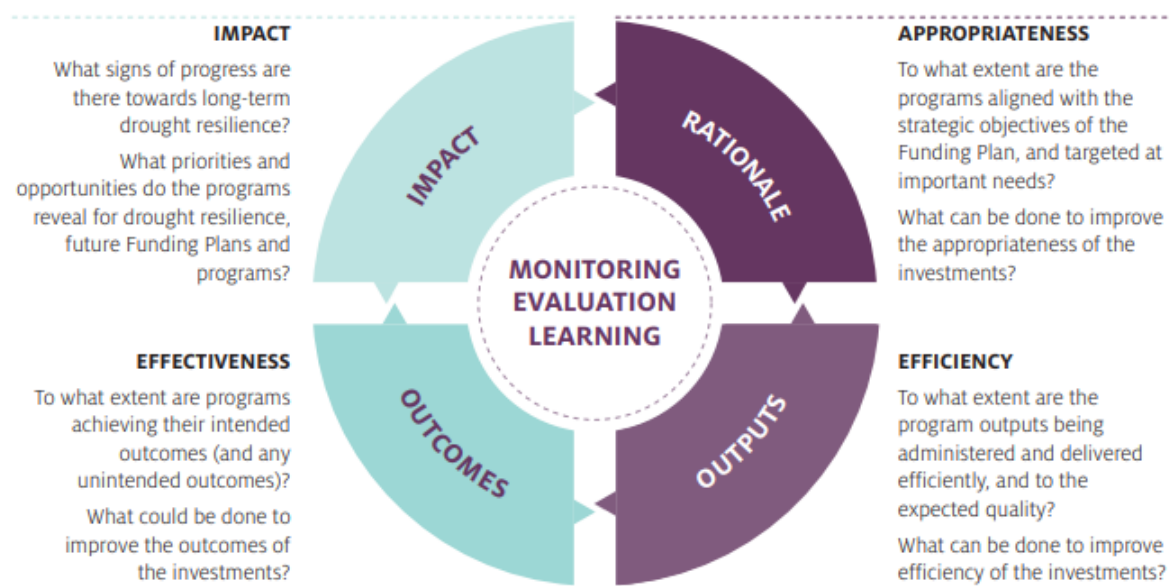 IMPACT
What signs of progress are
there towards long-term
drought resilience?
What priorities and
opportunities do the programs
reveal for drought resilience,
future Funding Plans and
programs?
EFFECTIVENESS
To what extent are programs
achieving their intended
outcomes (and any
unintended outcomes)?
What could be done to
improve the outcomes of
the investments?
IMPACT
RATIONALE
MONITORING
EVALUATION
LEARNING
OUTCOMES
OUTPUTS
APPROPRIATENESS
To what extent are the
programs aligned with the
strategic objectives of the
Funding Plan, and targeted at
important needs?
What can be done to improve
the appropriateness of the
investments?
EFFICIENCY
To what extent are the
program outputs being
administered and delivered
efficiently, and to the
expected quality?
What can be done to improve
efficiency of the investments?